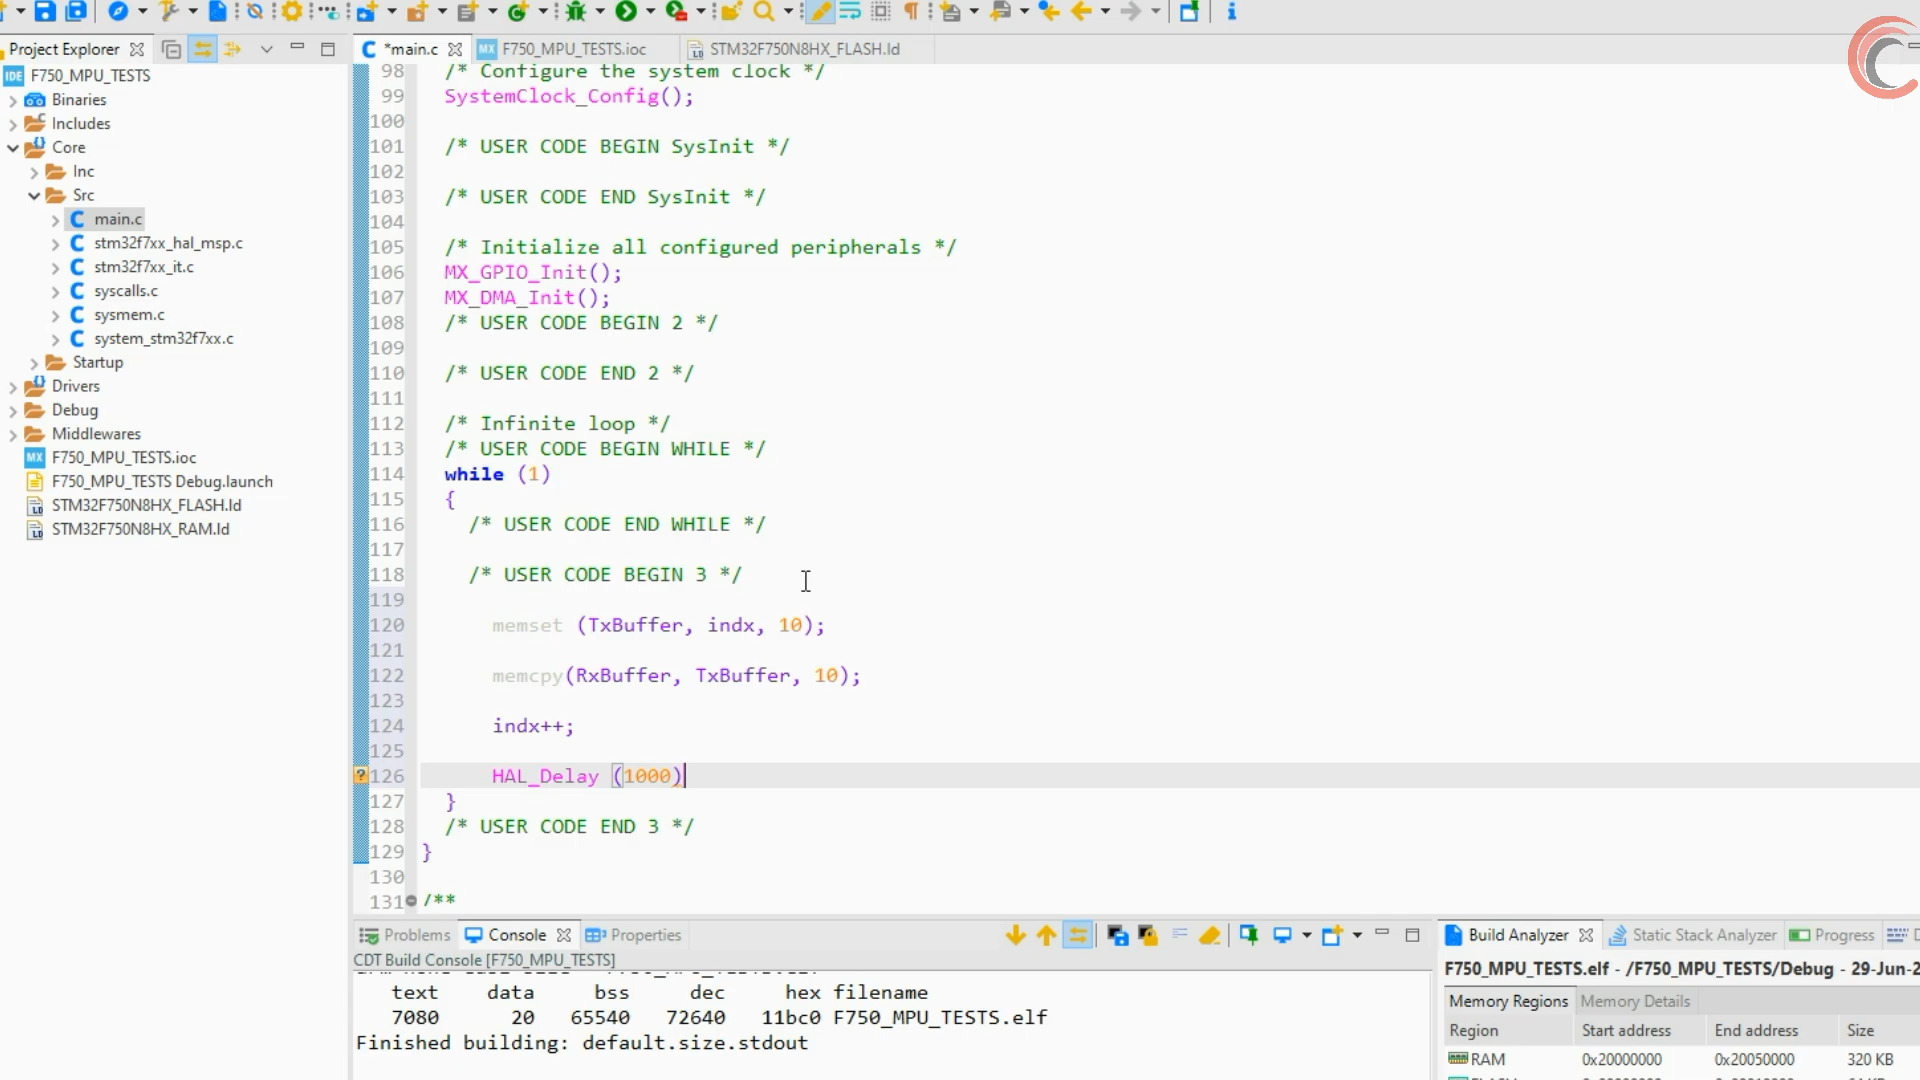 Project Explorer
*main.c
F750_MPU_TESTS.ioc
STM32F750N8HX_FLASH.ld
IDE F750_MPU_TESTS
Binaries
Includes
Core
Inc
Src
main.c
stm32f7xx_hal_msp.c
stm32f7xx_it.c
syscalls.c
sysmem.c
system_stm32f7xx.c
Startup
Drivers
Debug
Middlewares
MX F750_MPU_TESTS.ioc
F750_MPU_TESTS Debug.launch
STM32F750N8HX_FLASH.ld
STM32F750N8HX_RAM.ld
98 /* Configure the system clock */
99 SystemClock_Config();
100
101 /* USER CODE BEGIN SysInit */
102
103 /* USER CODE END SysInit */
104
105 /* Initialize all configured peripherals */
106 MX_GPIO_Init();
107 MX_DMA_Init();
108 /* USER CODE BEGIN 2 */
109
110 /* USER CODE END 2 */
111
112 /* Infinite loop */
113 /* USER CODE BEGIN WHILE */
114 while (1)
115 {
116 /* USER CODE END WHILE */
117
118 /* USER CODE BEGIN 3 */
119
120 memset (TxBuffer, indx, 10);
121
122 memcpy(RxBuffer, TxBuffer, 10);
123
124 indx++;
125
126 HAL_Delay (1000)
127 }
128 /* USER CODE END 3 */
129 }
130
131 /**
Problems Console Properties
CDT Build Console [F750_MPU_TESTS]
text data bss dec hex filename
7080 20 65540 72640 11bc0 F750_MPU_TESTS.elf
Finished building: default.size.stdout
Build Analyzer Static Stack Analyzer Progress
F750_MPU_TESTS.elf - /F750_MPU_TESTS/Debug - 29-Jun-2
Memory Regions Memory Details
Region Start address End address Size
RAM 0x20000000 0x20050000 320 KB